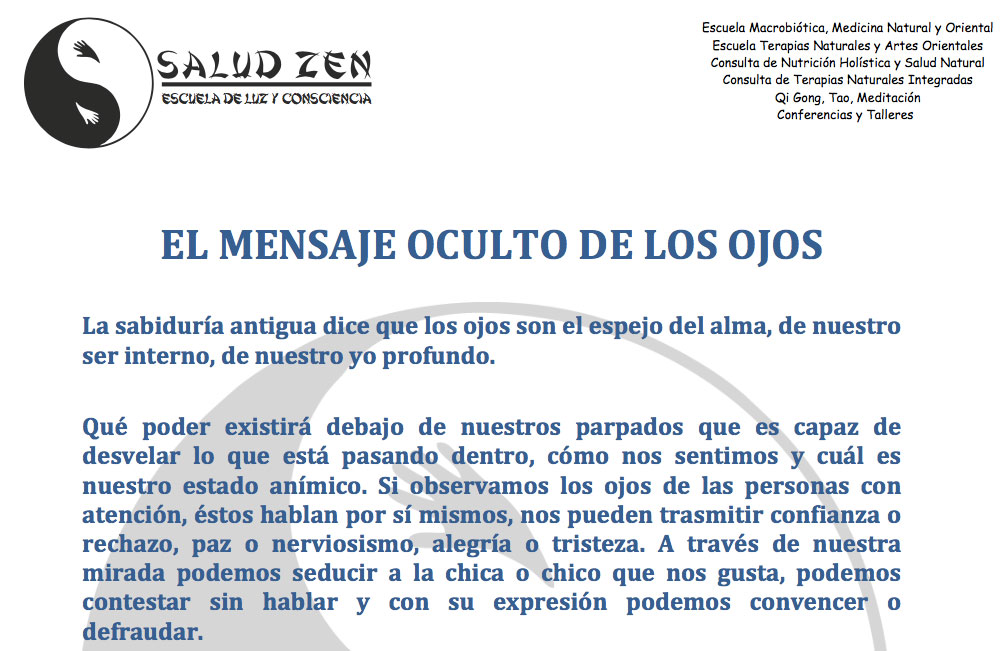 SALUD ZEN
ESCUELA DE LUZ Y CONSCIENCIA
Escuela Macrobiótica, Medicina Natural y Oriental
Escuela Terapias Naturales y Artes Orientales
Consulta de Nutrición Holística y Salud Natural
Consulta de Terapias Naturales Integradas
Qi Gong, Tao, Meditación
Conferencias y Talleres
EL MENSAJE OCULTO DE LOS OJOS
La sabiduría antigua dice que los ojos son el espejo del alma, de nuestro
ser interno, de nuestro yo profundo.
Qué poder existirá debajo de nuestros parpados que es capaz de
desvelar lo que está pasando dentro, cómo nos sentimos y cuál es
nuestro estado anímico. Si observamos los ojos de las personas con
atención, éstos hablan por sí mismos, nos pueden trasmitir confianza o
rechazo, paz o nerviosismo, alegría o tristeza. A través de nuestra
mirada podemos seducir a la chica o chico que nos gusta, podemos
contestar sin hablar y con su expresión podemos convencer o
defraudar.